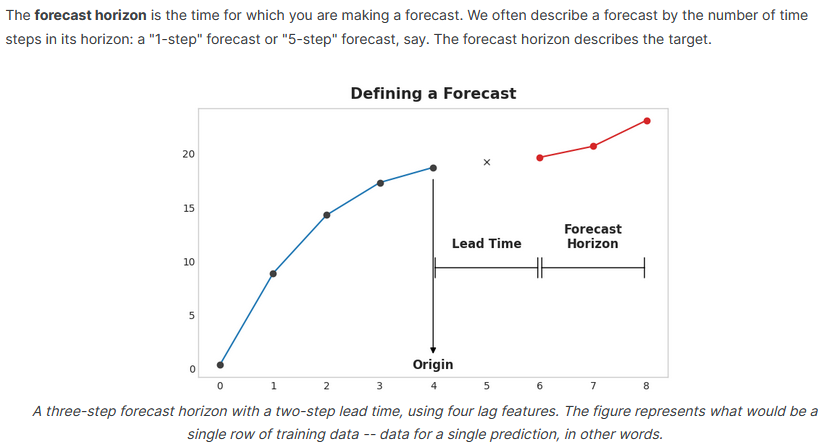 The forecast horizon is the time for which you are making a forecast. We often describe a forecast by the number of time
steps in its horizon: a "1-step" forecast or "5-step" forecast, say. The forecast horizon describes the target.
Defining a Forecast
20
15
10
5
0
Lead Time
Forecast
Horizon
Origin
0 1 2 3 4 5 6 7 8
A three-step forecast horizon with a two-step lead time, using four lag features. The figure represents what would be a
single row of training data -- data for a single prediction, in other words.